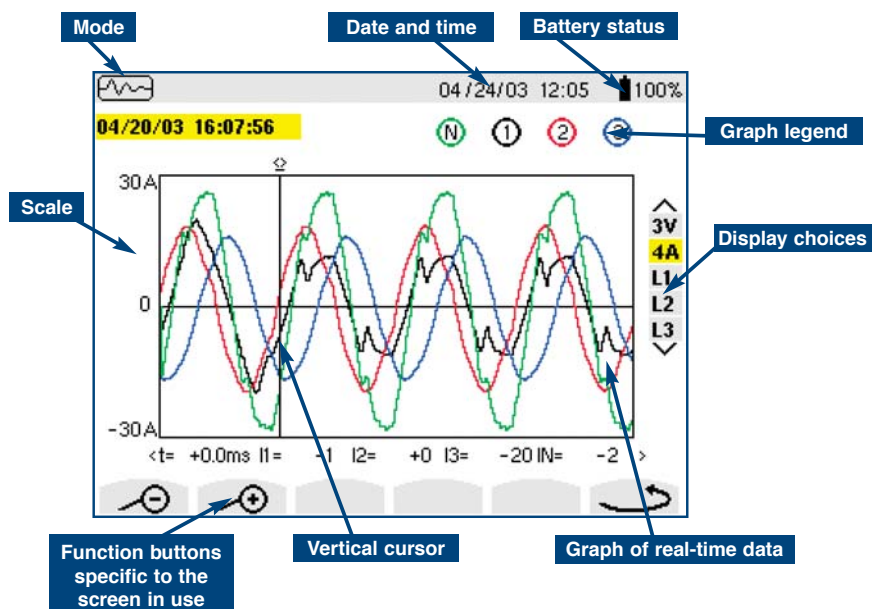 Mode
Date and time
Battery status
04/24/03 12:05 100%
04/20/03 16:07:56
N 1 2 3
Graph legend
30A
Scale
3V
4A
Display choices
L1
0
L2
L3
-30A
<t= +0.0ms I1= -1 I2= +0 I3= -20 IN= -2 >
Function buttons
specific to the
screen in use
Vertical cursor
Graph of real-time data